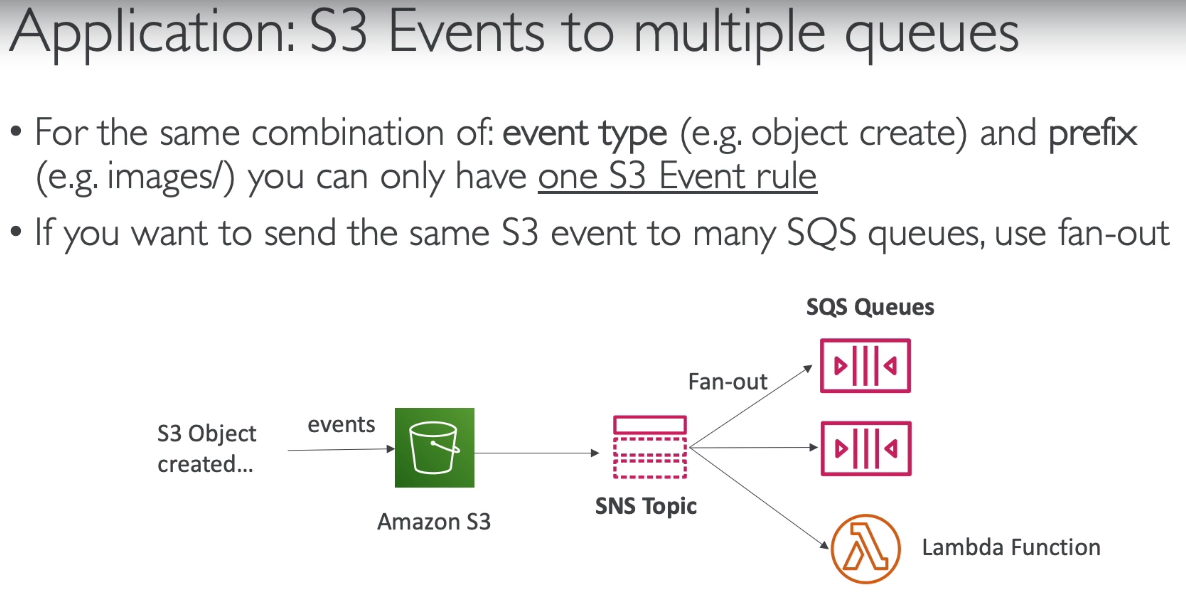 Application: S3 Events to multiple queues
• For the same combination of: event type (e.g. object create) and prefix
(e.g. images/) you can only have one S3 Event rule
• If you want to send the same S3 event to many SQS queues, use fan-out
SQS Queues
Fan-out
events
S3 Object
created...
SNS Topic
Amazon S3
Lambda Function